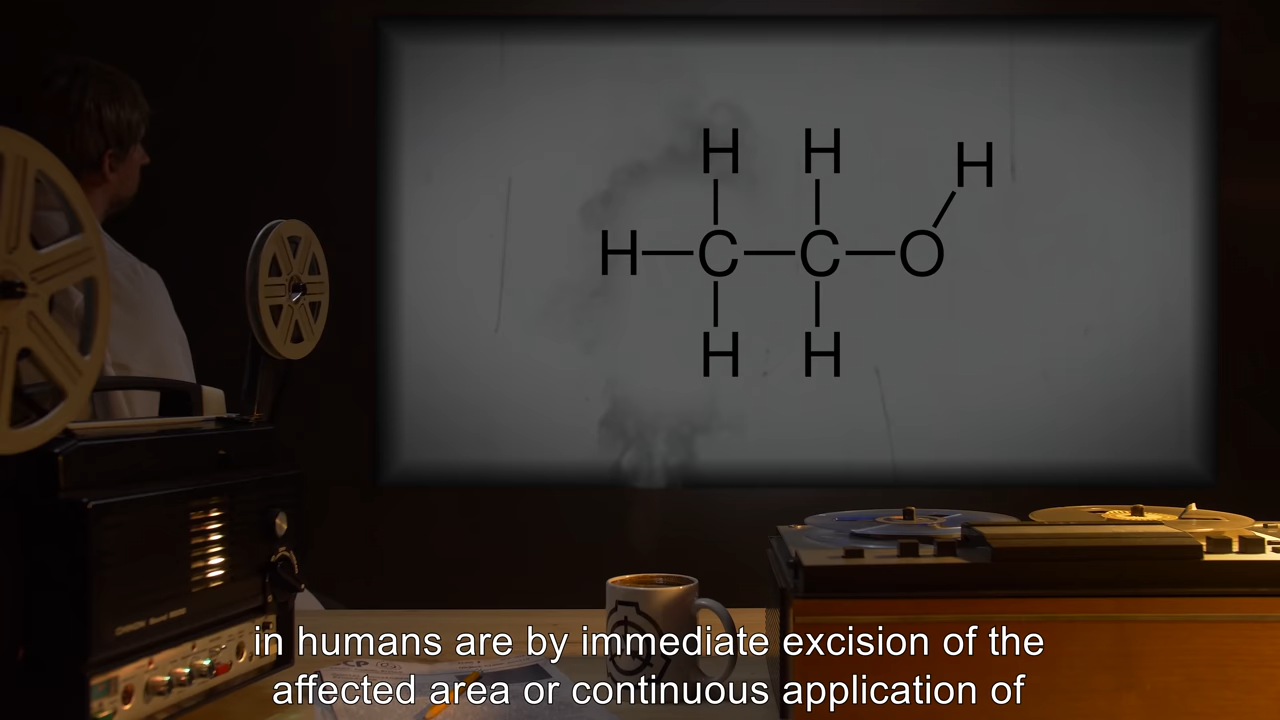 H H H
H C C O
H H
in humans are by immediate excision of the
affected area or continuous application of